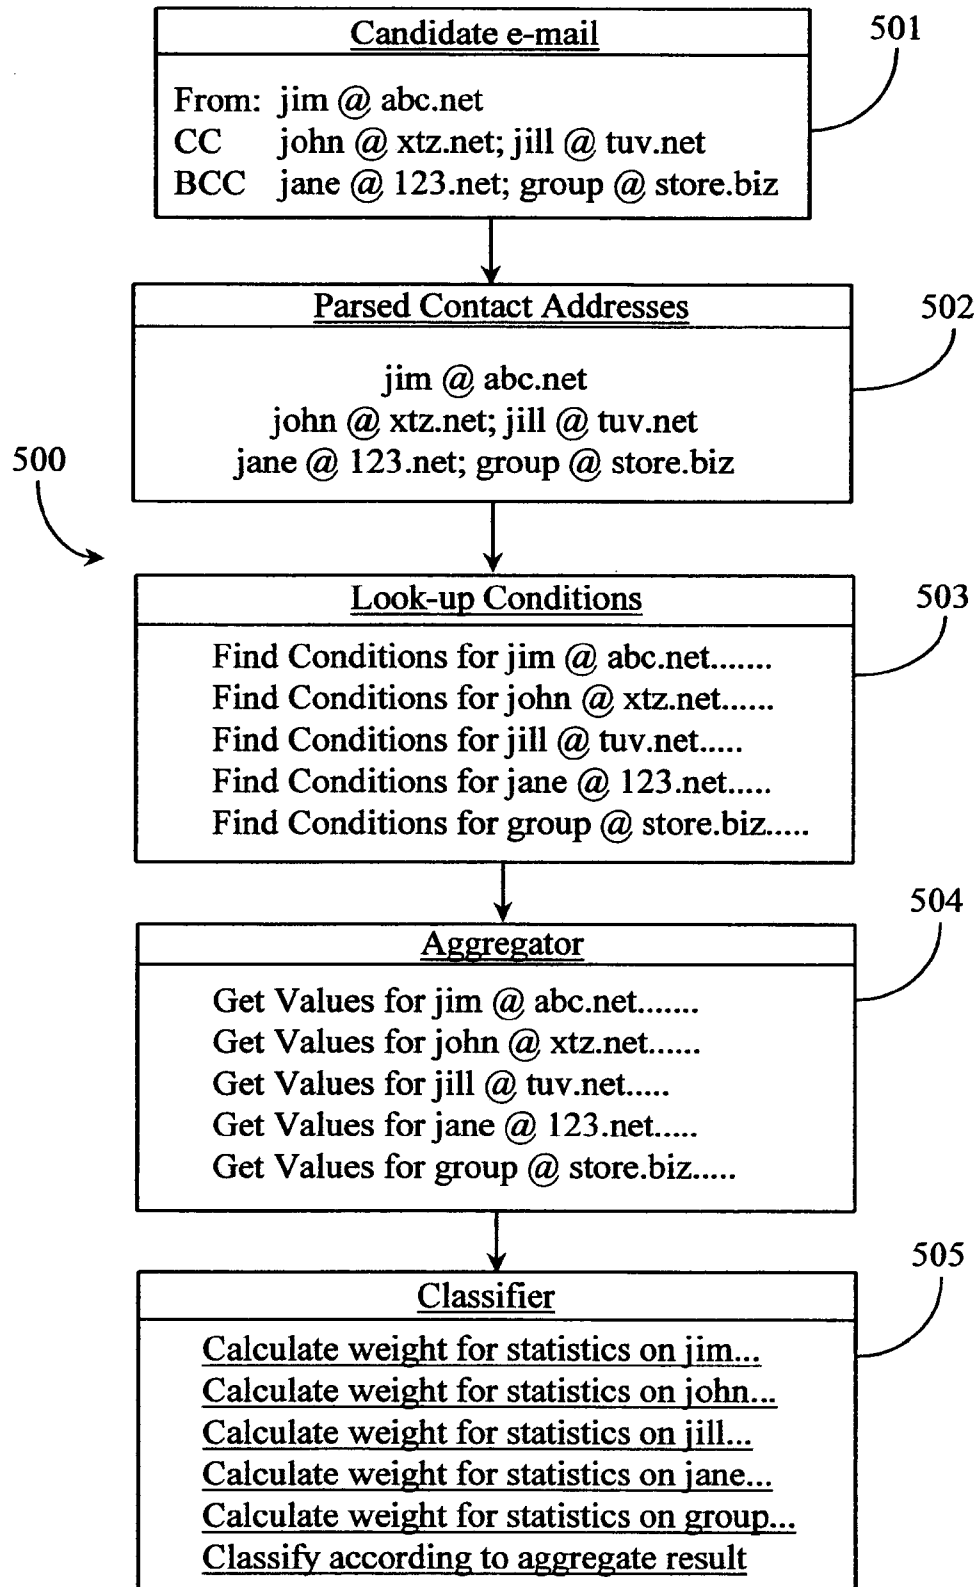 Candidate e-mail
501
From: jim @ abc.net
CC john @ xtz.net; jill @ tuv.net
BCC jane @ 123.net; group @ store.biz
Parsed Contact Addresses
502
jim @ abc.net
john @ xtz.net; jill @ tuv.net
jane @ 123.net; group @ store.biz
500
Look-up Conditions
503
Find Conditions for jim @ abc.net.......
Find Conditions for john @ xtz.net......
Find Conditions for jill @ tuv.net.....
Find Conditions for jane @ 123.net.....
Find Conditions for group @ store.biz.....
504
Aggregator
Get Values for jim @ abc.net.......
Get Values for john @ xtz.net......
Get Values for jill @ tuv.net.....
Get Values for jane @ 123.net.....
Get Values for group @ store.biz.....
505
Classifier
Calculate weight for statistics on jim...
Calculate weight for statistics on john...
Calculate weight for statistics on jill...
Calculate weight for statistics on jane...
Calculate weight for statistics on group...
Classify according to aggregate result